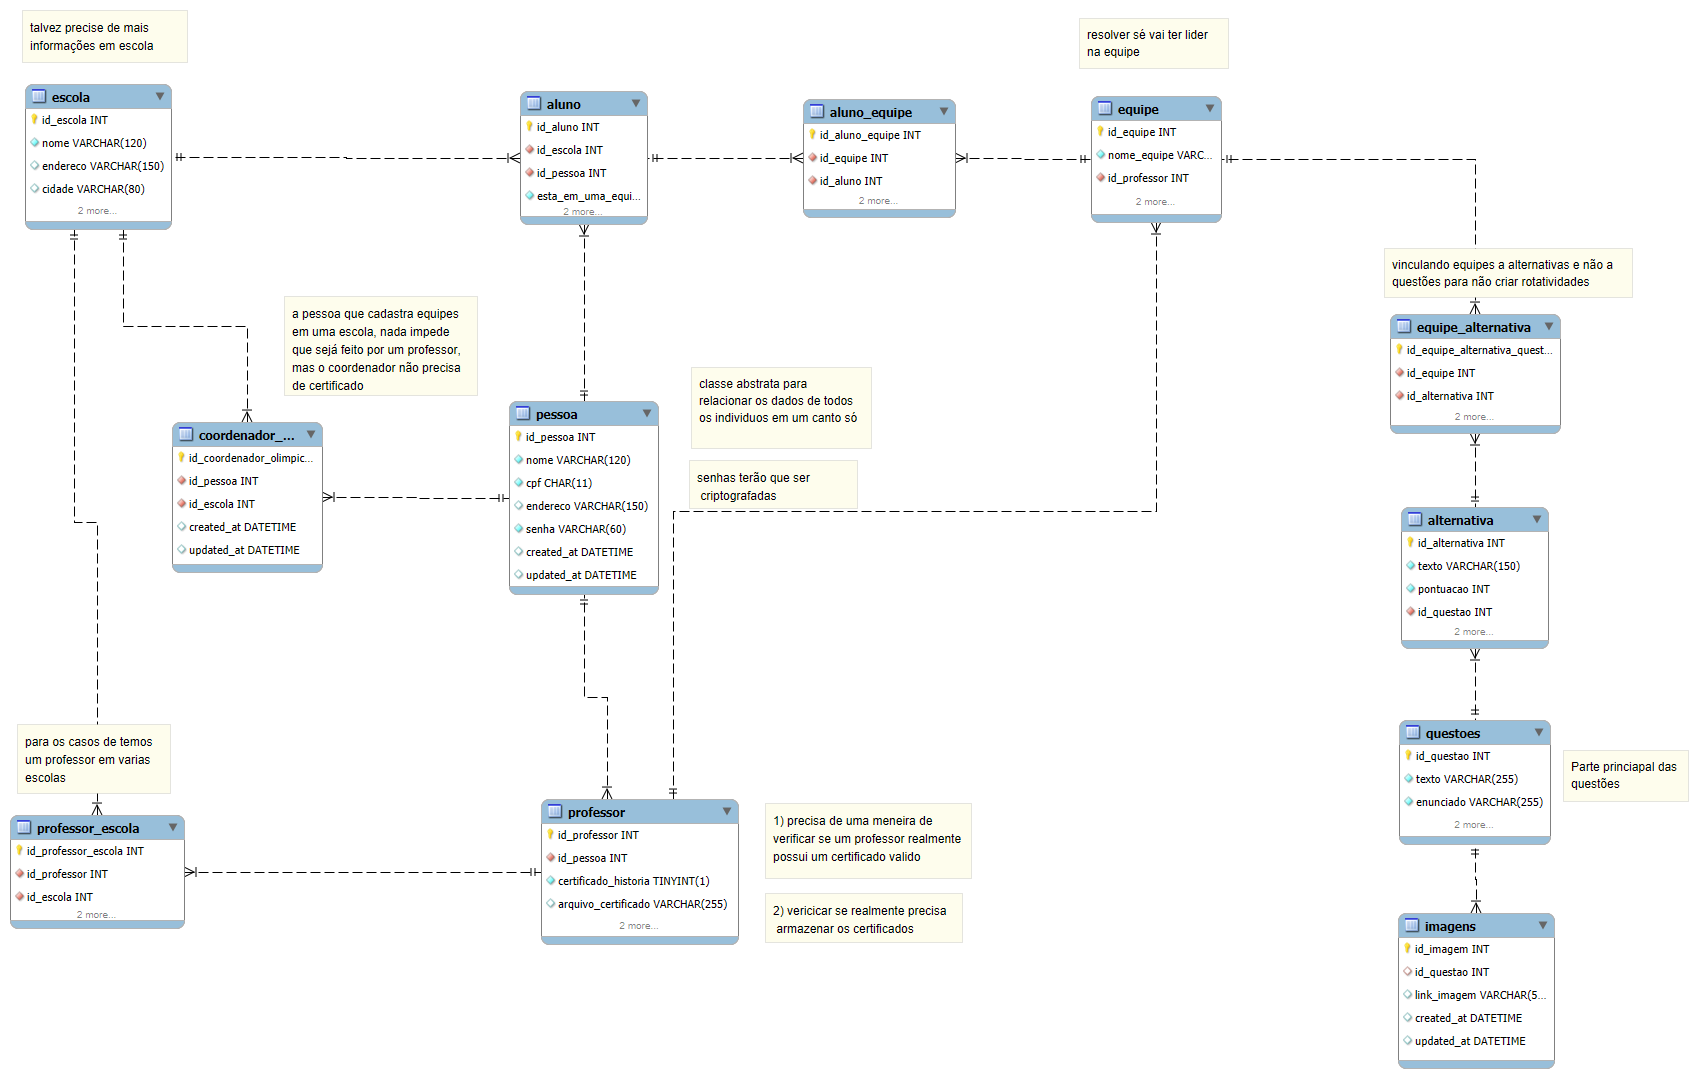 talvez precise de mais
informações em escola
resolver sé vai ter lider
na equipe
escola
id_escola INT
nome VARCHAR(120)
endereco VARCHAR(150)
cidade VARCHAR(80)
2 more...
aluno
id_aluno INT
id_escola INT
id_pessoa INT
esta_em_uma_equi...
2 more...
aluno_equipe
id_aluno_equipe INT
id_equipe INT
id_aluno INT
2 more...
equipe
id_equipe INT
nome_equipe VARC...
id_professor INT
2 more...
vinculando equipes a alternativas e não a
questões para não criar rotatividades
a pessoa que cadastra equipes
em uma escola, nada impede
que sejá feito por um professor,
mas o coordenador não precisa
de certificado
equipe_alternativa
id_equipe_alternativa_quest...
id_equipe INT
id_alternativa INT
2 more...
classe abstrata para
relacionar os dados de todos
os individuos em um canto só
coordenador_...
id_coordenador_olimpic...
id_pessoa INT
id_escola INT
created_at DATETIME
updated_at DATETIME
pessoa
id_pessoa INT
nome VARCHAR(120)
cpf CHAR(11)
endereco VARCHAR(150)
senha VARCHAR(60)
created_at DATETIME
updated_at DATETIME
senhas terão que ser
criptografadas
alternativa
id_alternativa INT
texto VARCHAR(150)
pontuacao INT
id_questao INT
2 more...
para os casos de temos
um professor em varias
escolas
questoes
id_questao INT
texto VARCHAR(255)
enunciado VARCHAR(255)
2 more...
Parte princiapal das
questões
professor_escola
id_professor_escola INT
id_professor INT
id_escola INT
2 more...
professor
id_professor INT
id_pessoa INT
certificado_historia TINYINT(1)
arquivo_certificado VARCHAR(255)
2 more...
1) precisa de uma meneira de
verificar se um professor realmente
possui um certificado valido
2) vericicar se realmente precisa
armazenar os certificados
imagens
id_imagem INT
id_questao INT
link_imagem VARCHAR(5...
created_at DATETIME
updated_at DATETIME